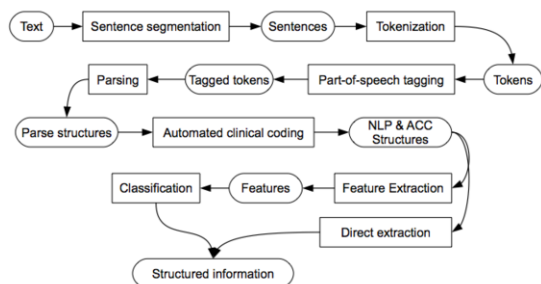 Text
Sentence segmentation
Sentences
Tokenization
Parsing
Tagged tokens
Part-of-speech tagging
Tokens
Parse structures
Automated clinical coding
NLP & ACC
Structures
Classification
Features
Feature Extraction
Direct extraction
Structured information